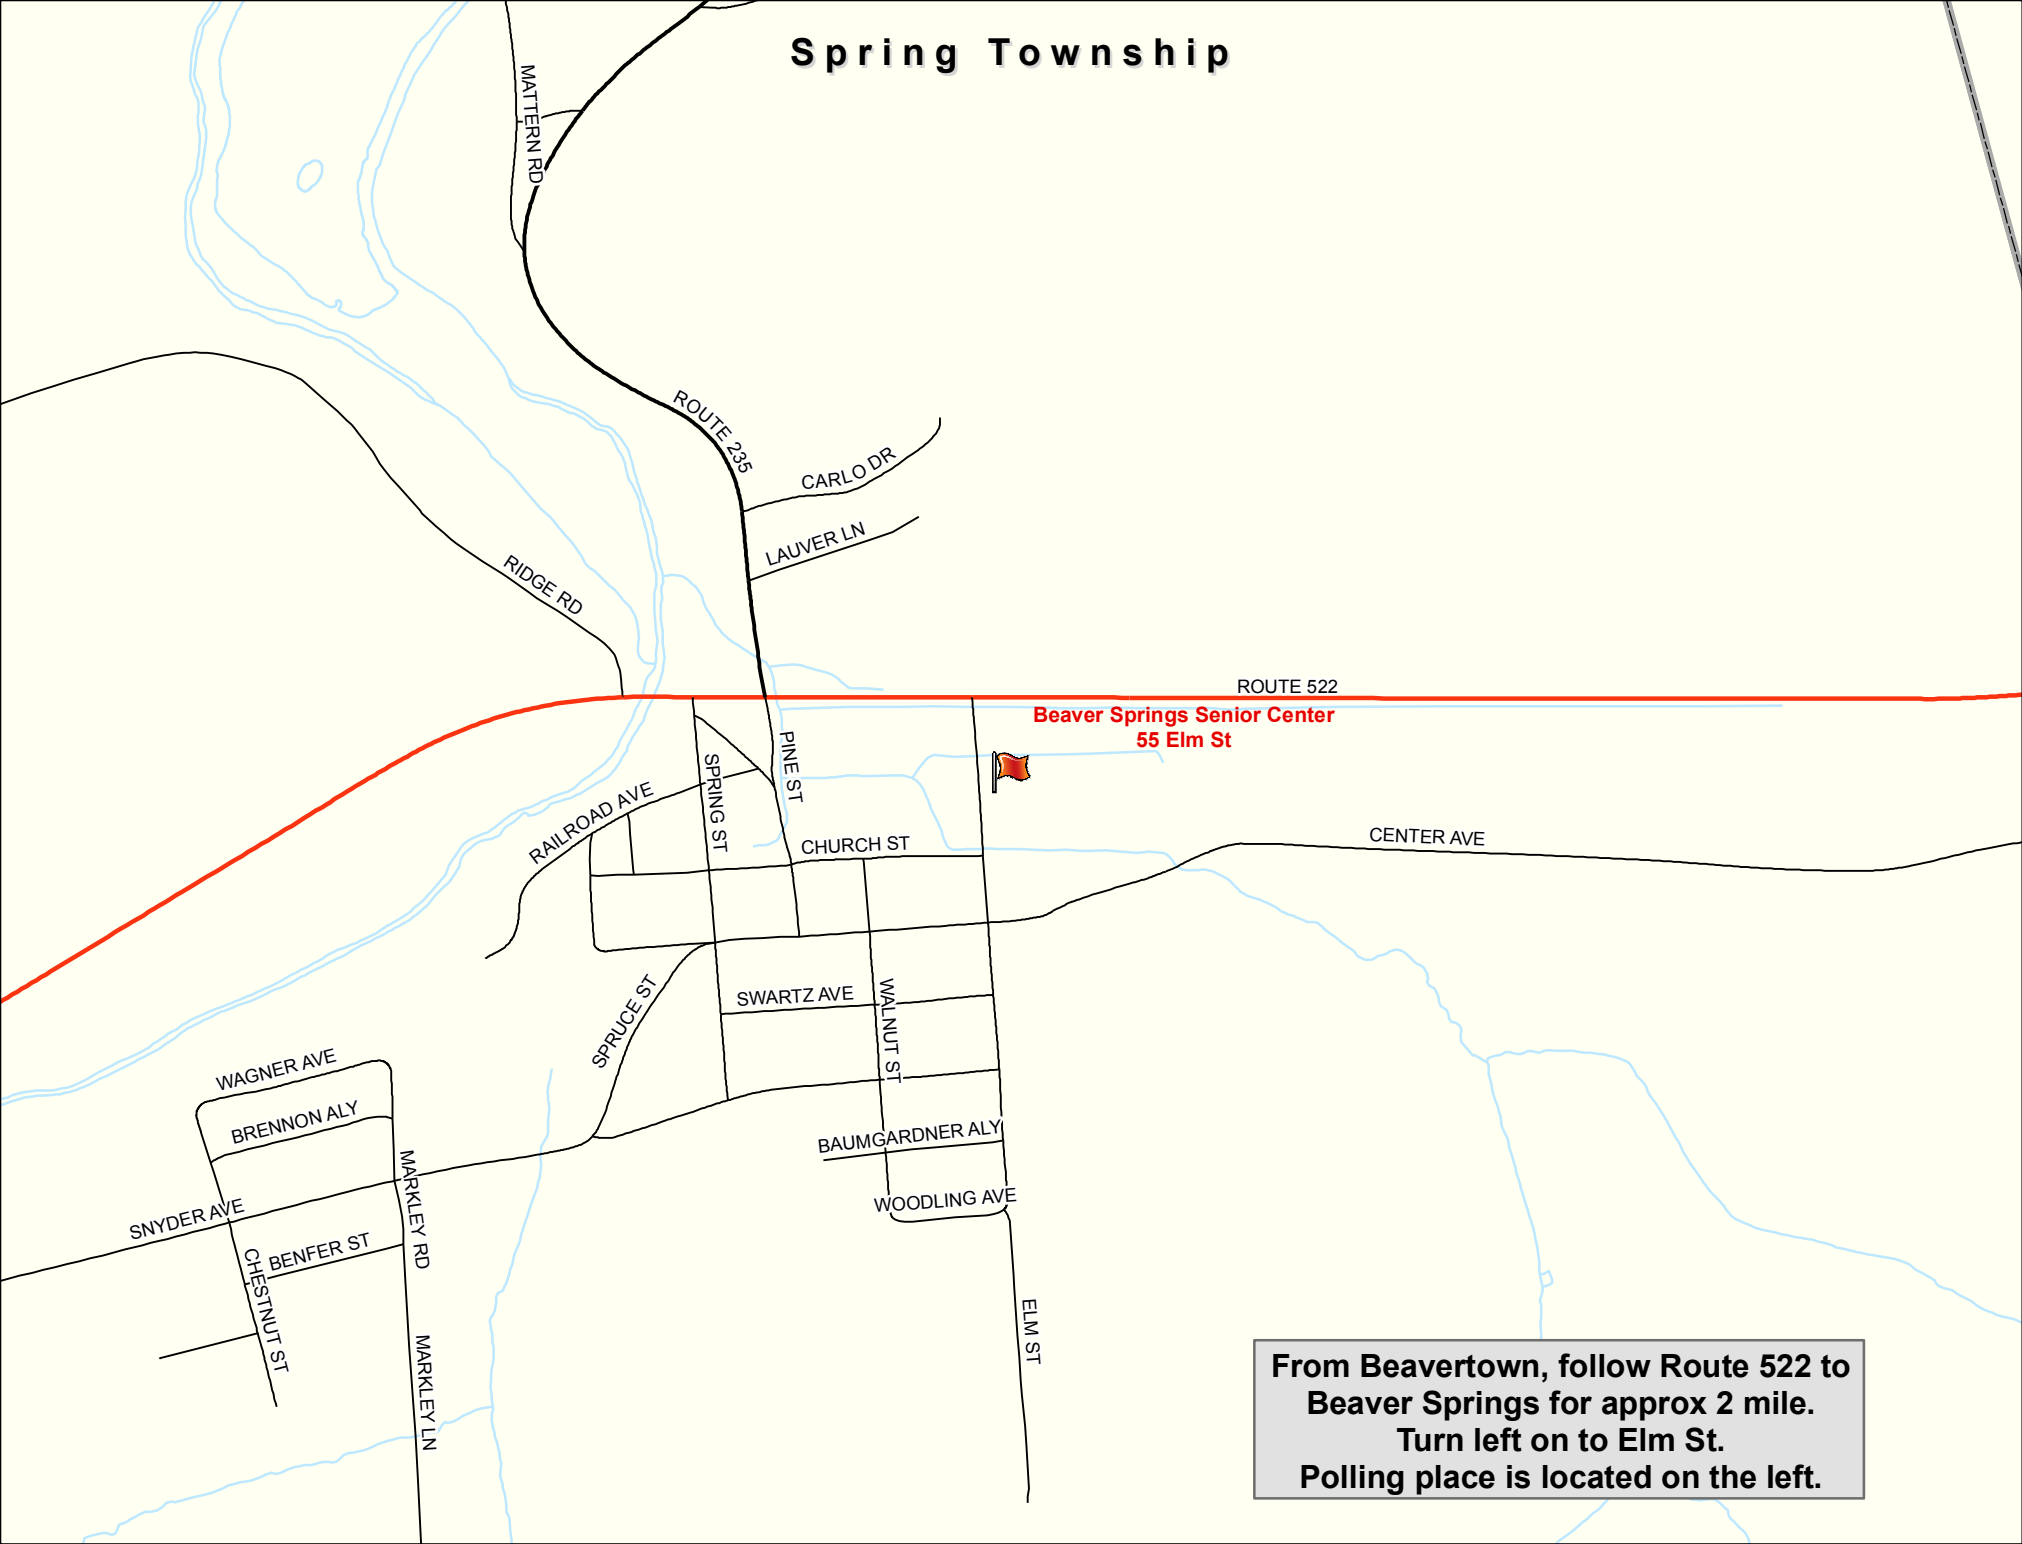 Spring Township
MATTERN RD
ROUTE 235
CARLO DR
LAUVER LN
RIDGE RD
ROUTE 522
Beaver Springs Senior Center
55 Elm St
PINE ST
SPRING ST
RAILROAD AVE
CHURCH ST
CENTER AVE
SPRUCE ST
SWARTZ AVE
WALNUT ST
WAGNER AVE
BRENNON ALY
BAUMGARDNER ALY
MARKLEY RD
WOODLING AVE
SNYDER AVE
BENFER ST
CHESTNUT ST
ELM ST
MARKLEY LN
From Beavertown, follow Route 522 to
Beaver Springs for approx 2 mile.
Turn left on to Elm St.
Polling place is located on the left.